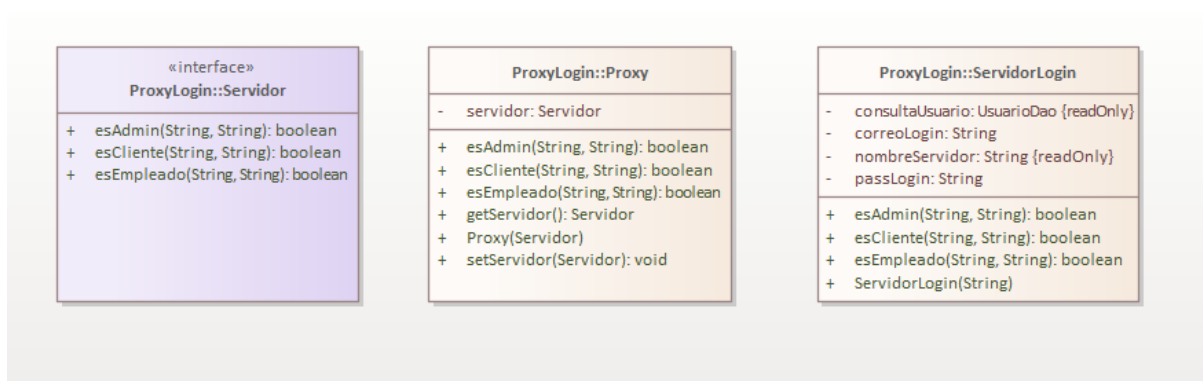 «interface»
ProxyLogin::Servidor
+ esAdmin(String, String): boolean
+ esCliente(String, String): boolean
+ esEmpleado(String, String): boolean
ProxyLogin::Proxy
- servidor: Servidor
+ esAdmin(String, String): boolean
+ esCliente(String, String): boolean
+ esEmpleado(String, String): boolean
+ getServidor(): Servidor
+ Proxy(Servidor)
+ setServidor(Servidor): void
ProxyLogin::ServidorLogin
- consultaUsuario: UsuarioDao {readOnly}
- correoLogin: String
- nombreServidor: String {readOnly}
- passLogin: String
+ esAdmin(String, String): boolean
+ esCliente(String, String): boolean
+ esEmpleado(String, String): boolean
+ ServidorLogin(String)